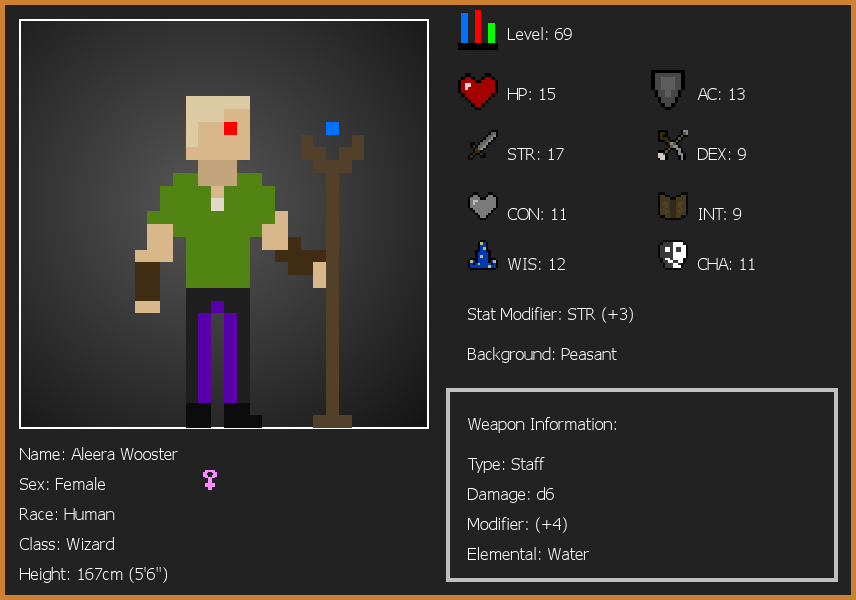 Level: 69
HP: 15
AC: 13
STR: 17
DEX: 9
CON: 11
INT: 9
WIS: 12
CHA: 11
Stat Modifier: STR (+3)
Background: Peasant
Weapon Information:
Type: Staff
Damage: d6
Modifier: (+4)
Elemental: Water
Name: Aleera Wooster
Sex: Female
Race: Human
Class: Wizard
Height: 167cm (5'6")